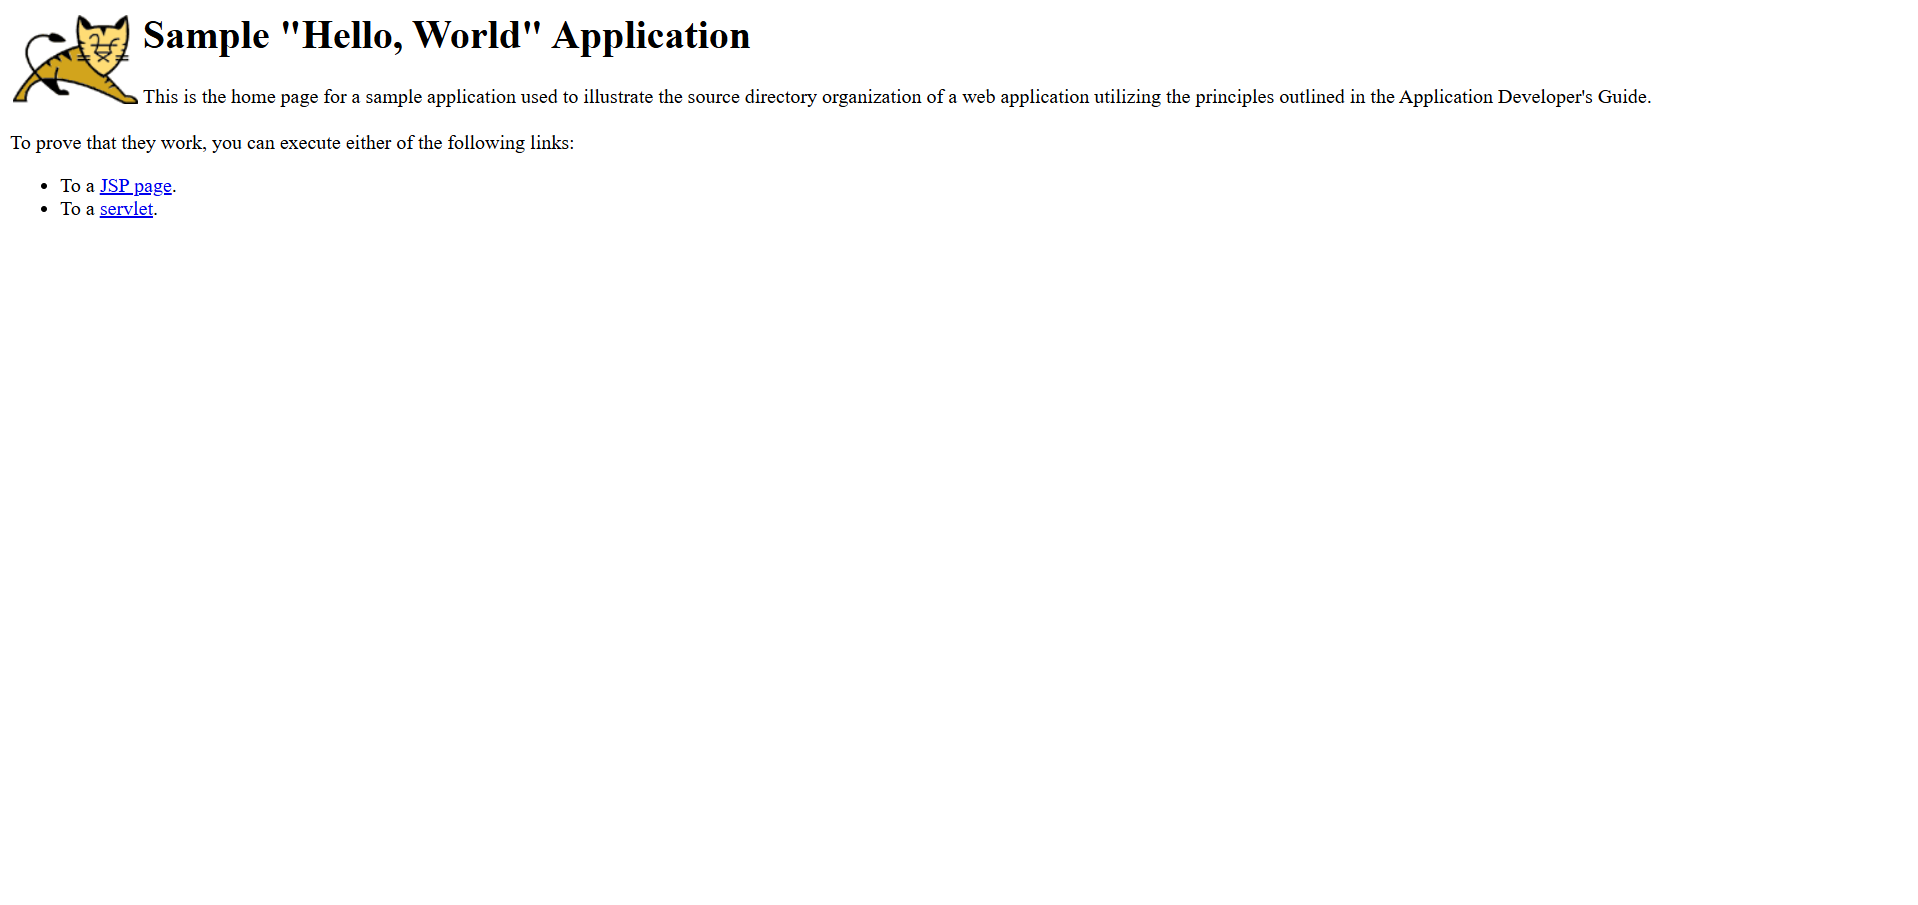 Sample "Hello, World" Application
This is the home page for a sample application used to illustrate the source directory organization of a web application utilizing the principles outlined in the Application Developer's Guide.
To prove that they work, you can execute either of the following links:
• To a JSP page.
• To a servlet.